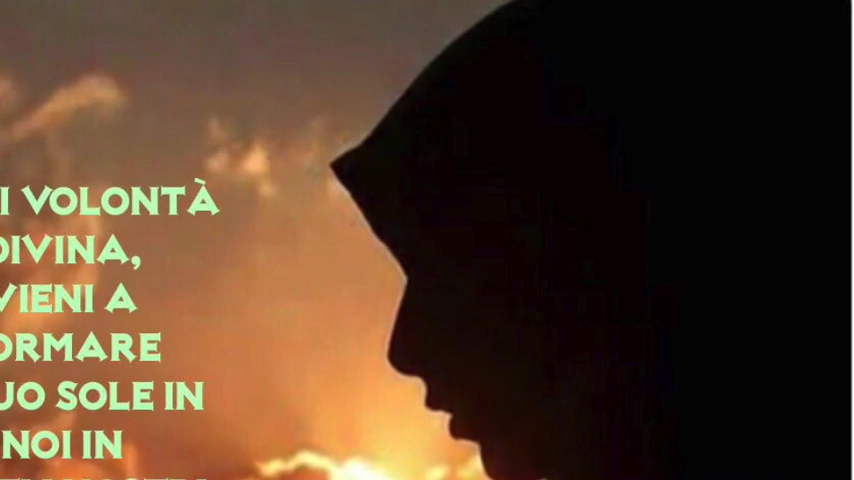 I VOLONTÀ
DIVINA,
VIENI A
ORMARE
UO SOLE IN
NOI IN